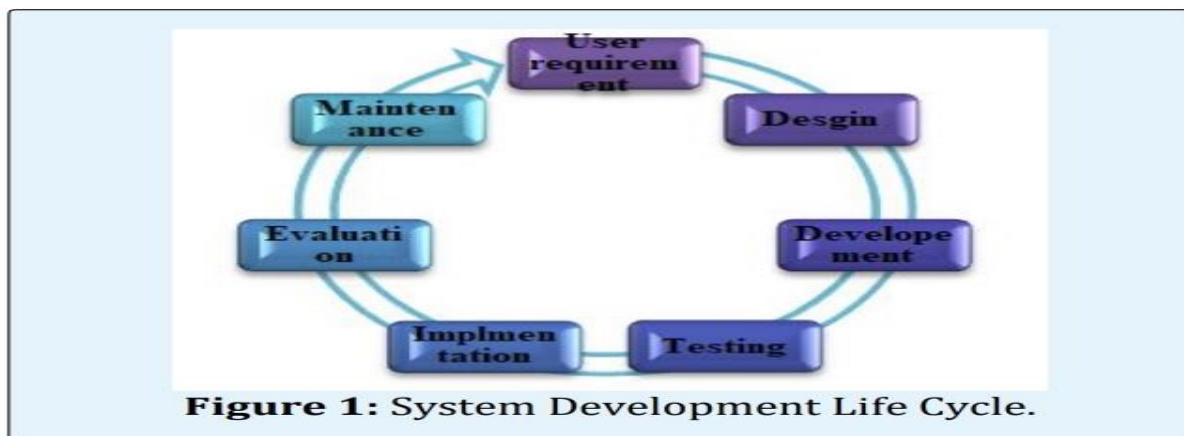 User
requirem
ent
Desgin
Develope
ment
Testing
Implmen
tation
Evaluati
on
Mainten
ance
Figure 1: System Development Life Cycle.